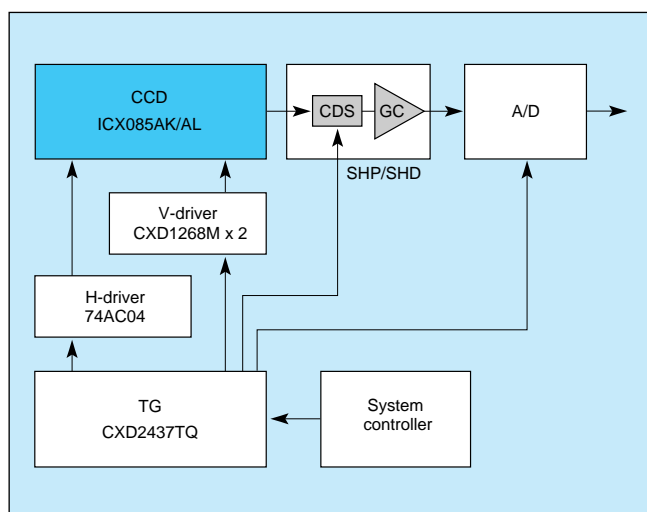 CCD
ICX085AK/AL
CDS
GC
A/D
SHP/SHD
V-driver
CXD1268M x 2
H-driver
74AC04
TG
CXD2437TQ
System
controller